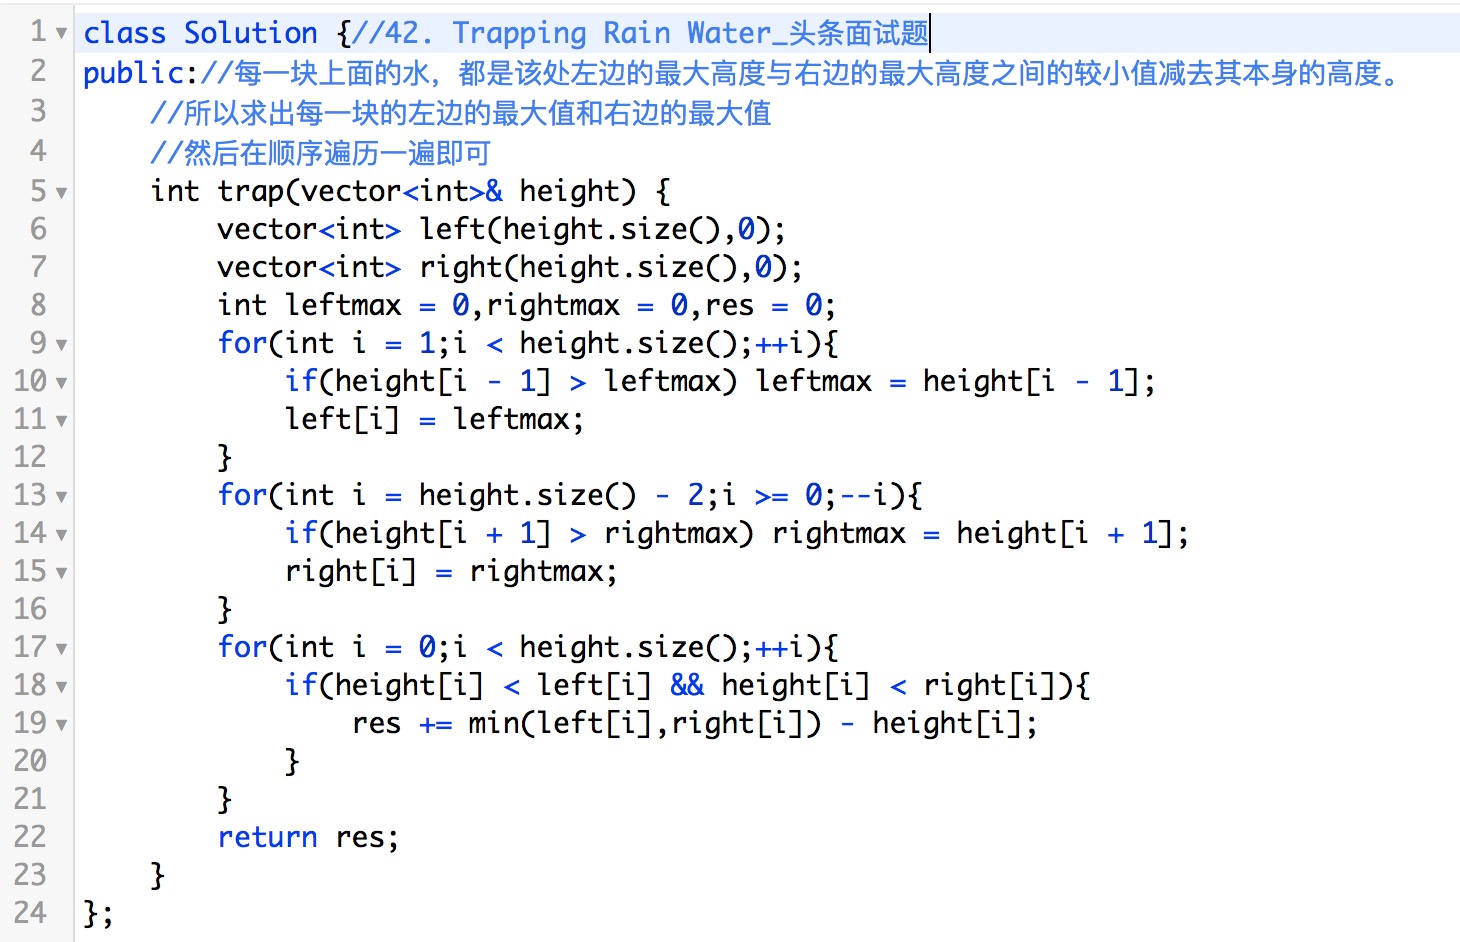 1 class Solution {//42. Trapping Rain Water_头条面试题
2 public://每一块上面的水，都是该处左边的最大高度与右边的最大高度之间的较小值减去其本身的高度。
3     //所以求出每一块的左边的最大值和右边的最大值
4     //然后在顺序遍历一遍即可
5     int trap(vector<int>& height) {
6         vector<int> left(height.size(),0);
7         vector<int> right(height.size(),0);
8         int leftmax = 0,rightmax = 0,res = 0;
9         for(int i = 1;i < height.size();++i){
10             if(height[i - 1] > leftmax) leftmax = height[i - 1];
11             left[i] = leftmax;
12         }
13         for(int i = height.size() - 2;i >= 0;--i){
14             if(height[i + 1] > rightmax) rightmax = height[i + 1];
15             right[i] = rightmax;
16         }
17         for(int i = 0;i < height.size();++i){
18             if(height[i] < left[i] && height[i] < right[i]){
19                 res += min(left[i],right[i]) - height[i];
20             }
21         }
22         return res;
23     }
24 };